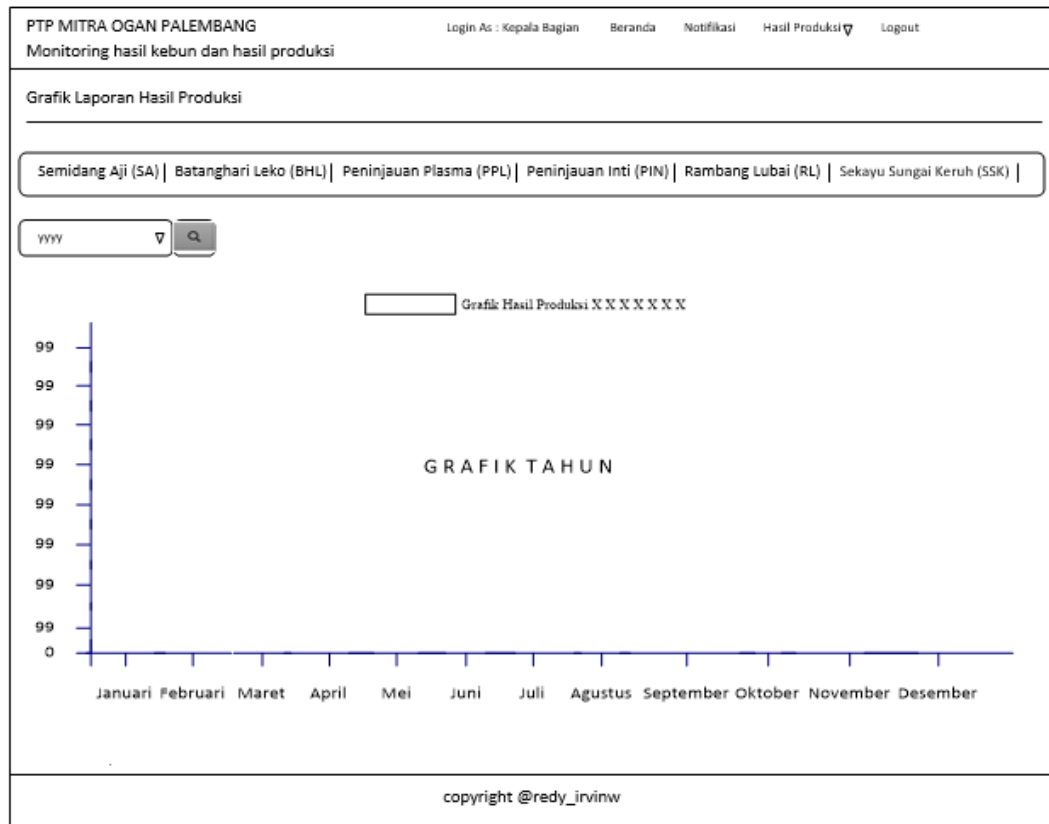 PTP MITRA OGAN PALEMBANG
Monitoring hasil kebun dan hasil produksi
Login As : Kepala Bagian Beranda Notifikasi Hasil Produksi Logout
Grafik Laporan Hasil Produksi
Semidang Aji (SA)| Batanghari Leko (BHL)| Peninjauan Plasma (PPL)| Peninjauan Inti (PIN)| Rambang Lubai (RL) | Sekayu Sungai Keruh (SSK) |
yyyy
Grafik Hasil Produksi X X X X X X X
99
99
99
99
99
99
99
99
0
G R A F I K T A H U N
Januari Februari Maret April Mei Juni Juli Agustus September Oktober November Desember
copyright @redy_irvinw